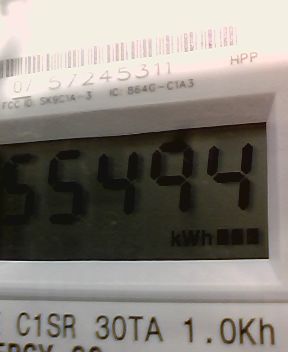 07 57245311
HPP
FCC ID: SK9C1A-3 IC: 864G-C1A3
55494
kWh
C1SR 30TA 1.0Kh